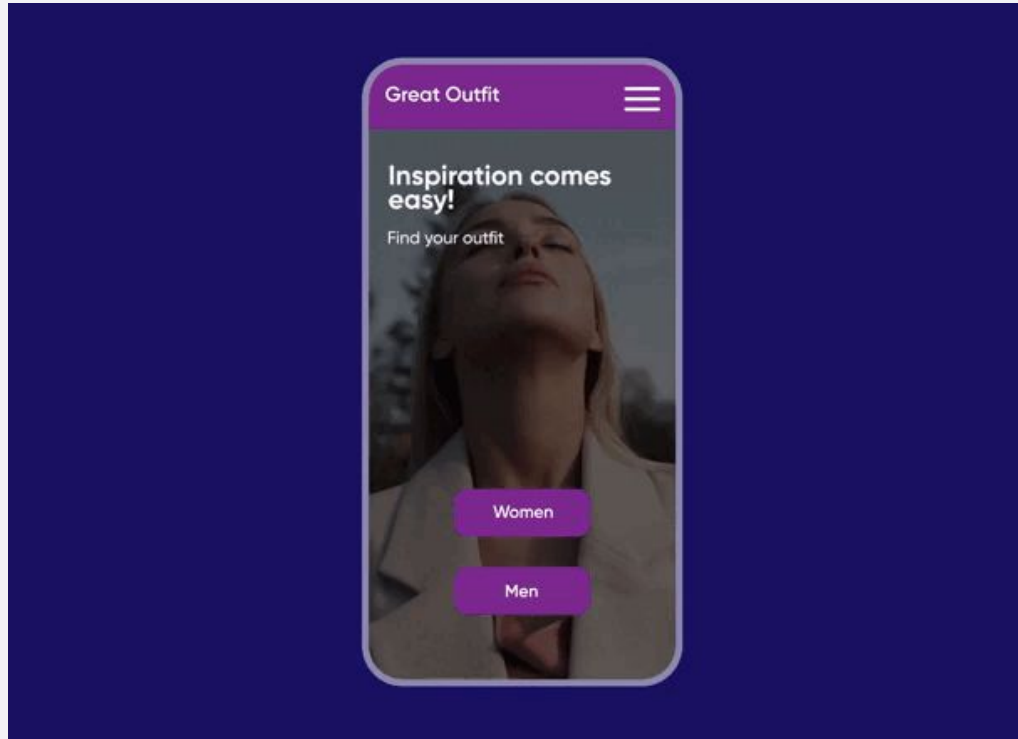 Great Outfit
Inspiration comes
easy!
Find your outfit
Women
Men